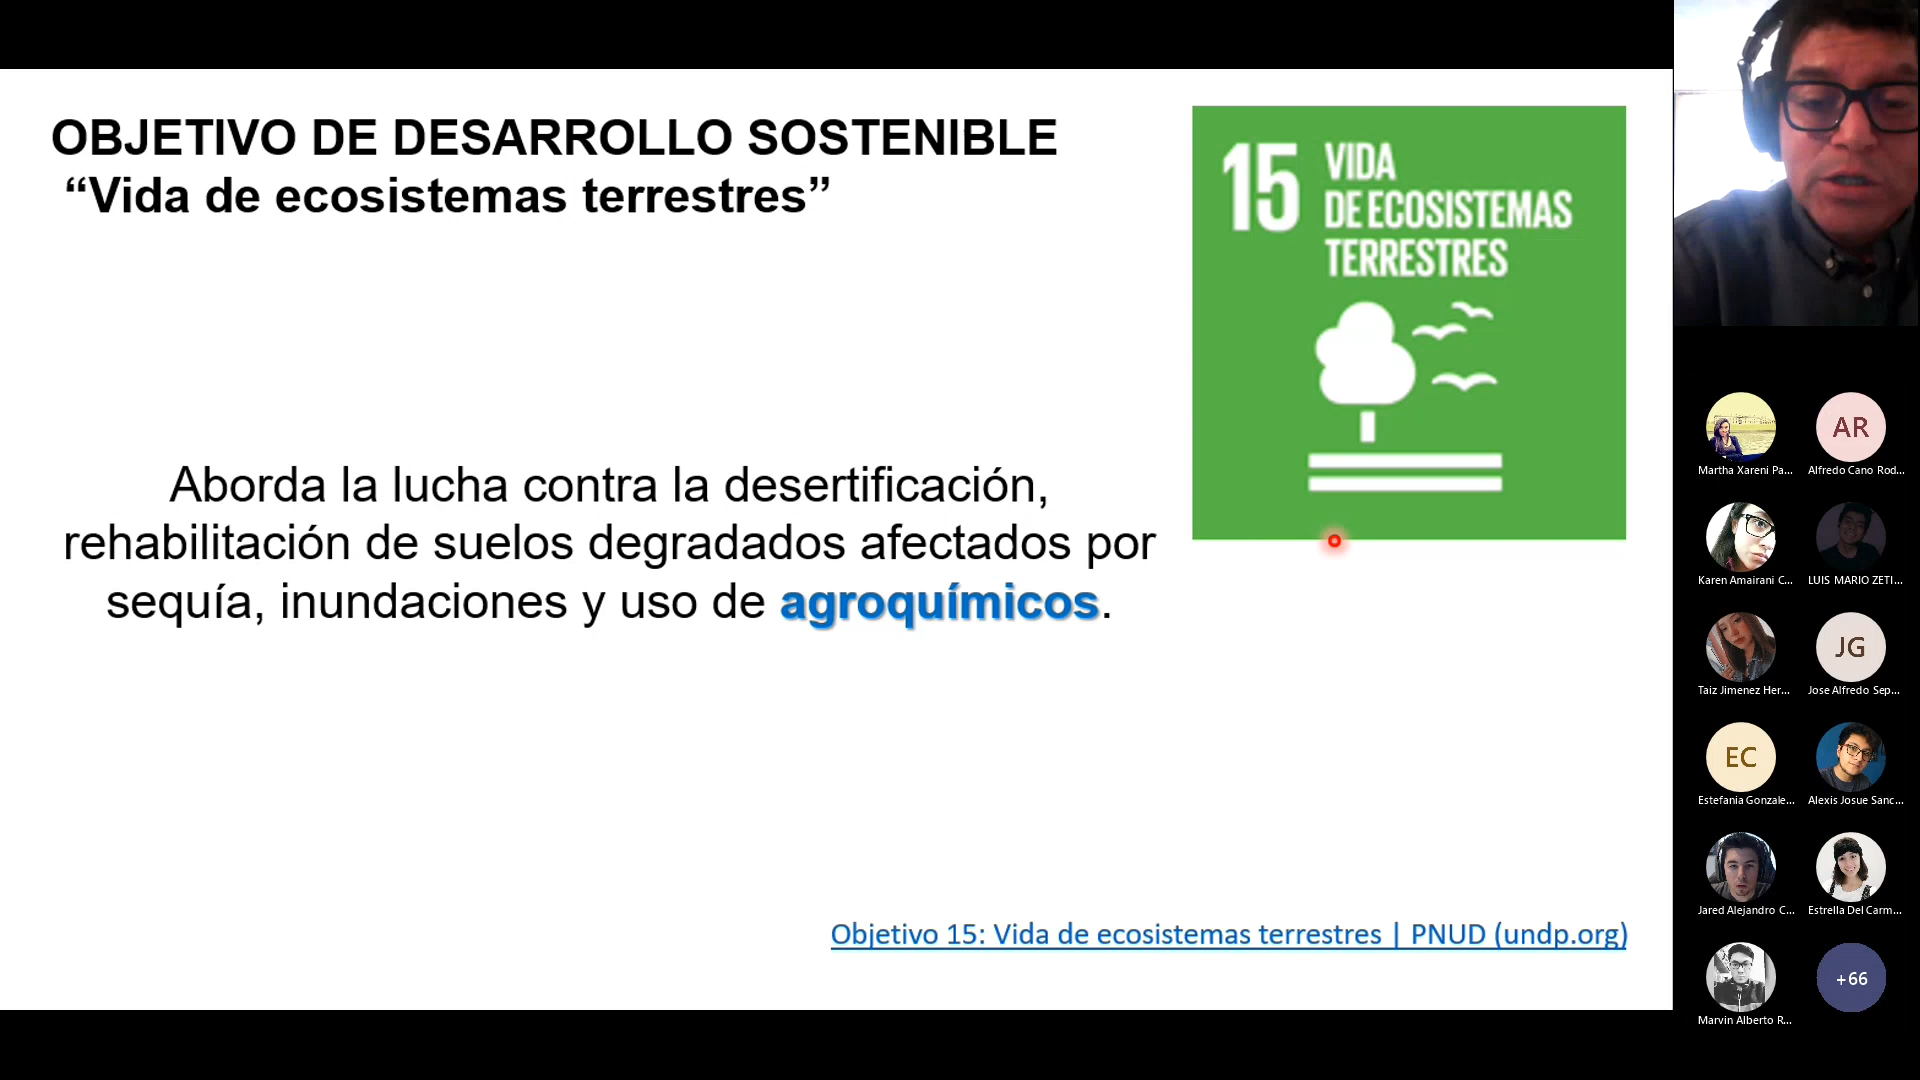 OBJETIVO DE DESARROLLO SOSTENIBLE
“Vida de ecosistemas terrestres”
15 VIDA
DE ECOSISTEMAS
TERRESTRES
Aborda la lucha contra la desertificación,
rehabilitación de suelos degradados afectados por
sequía, inundaciones y uso de agroquímicos.
Objetivo 15: Vida de ecosistemas terrestres | PNUD (undp.org)
Martha Xareni Pa...
AR
Alfredo Cano Rod...
Karen Amairani C...
LUIS MARIO ZETI...
Taiz Jimenez Her...
JG
Jose Alfredo Sep...
EC
Estefania Gonzale...
Alexis Josue Sanc...
Jared Alejandro C...
Estrella Del Carm...
Marvin Alberto R...
+66